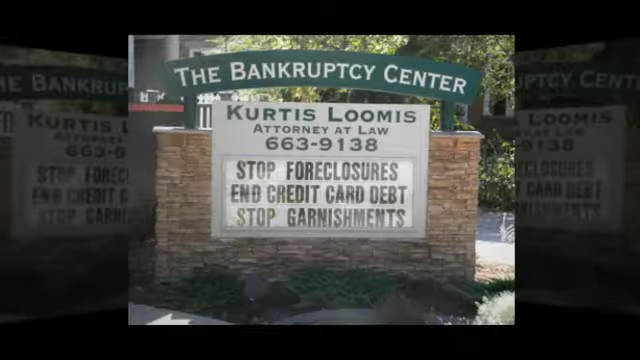 THE BANKRUPTCY CENTER
KURTIS LOOMIS
ATTORNEY AT LAW
663-9138
STOP FORECLOSURES
END CREDIT CARD DEBT
STOP GARNISHMENTS